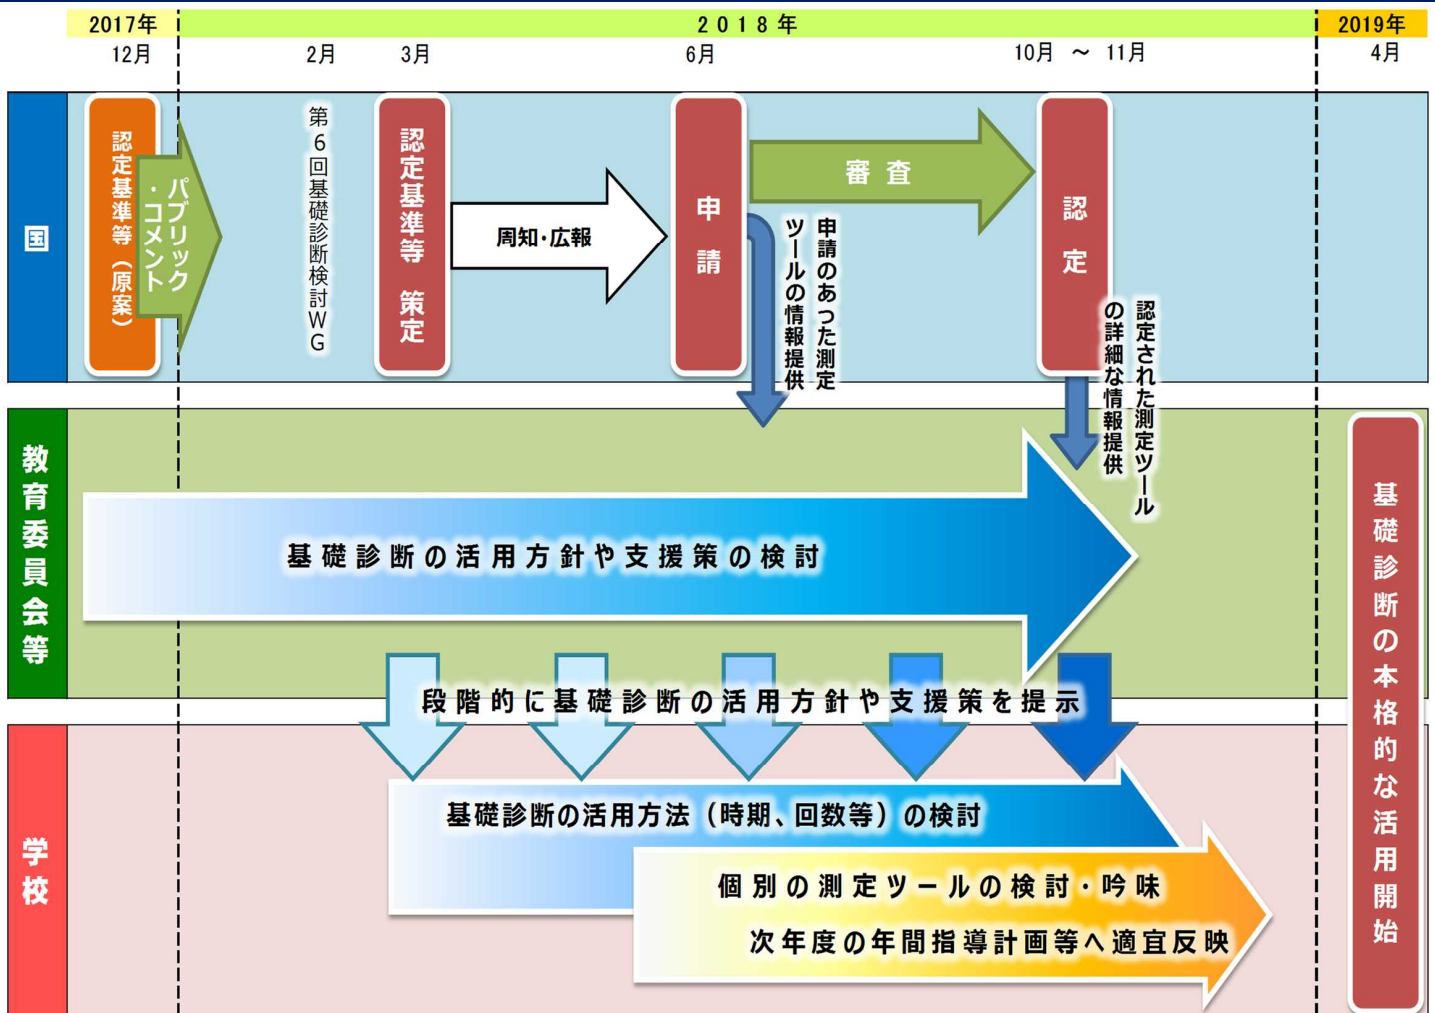 2017年
2018年
2019年
12月
2月
3月
6月
10月 ～ 11月
4月
国
認定基準等（原案）
パブリック
・コメント
第6回基礎診断検討WG
認定基準等 策定
周知・広報
申請
審査
認定
申請のあった測定
ツールの情報提供
認定された測定ツール
の詳細な情報提供
教育委員会等
基礎診断の活用方針や支援策の検討
段階的に基礎診断の活用方針や支援策を提示
学校
基礎診断の活用方法（時期、回数等）の検討
個別の測定ツールの検討・吟味
次年度の年間指導計画等へ適宜反映
基礎診断の本格的な活用開始